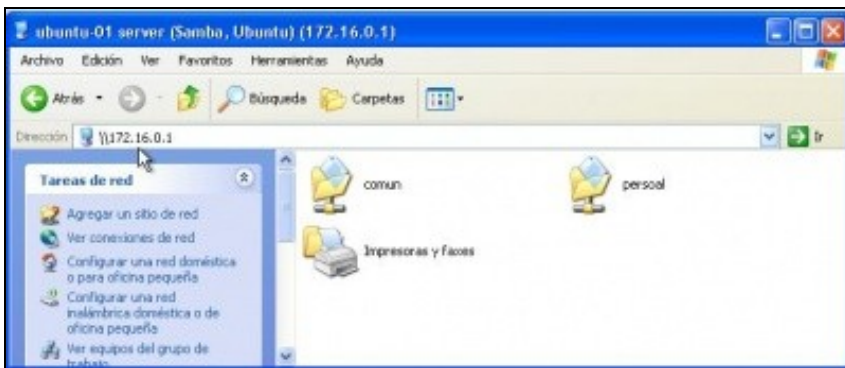 ubuntu-01 server (Samba, Ubuntu) (172.16.0.1)
Archivo Edición Ver Favoritos Herramientas Ayuda
Atrás Búsqueda Carpetas
Dirección \\172.16.0.1 Ir
Tareas de red
Agregar un sitio de red
Ver conexiones de red
Configurar una red doméstica
o para oficina pequeña
Configurar una red
inalámbrica doméstica o de
oficina pequeña
Ver equipos del grupo de
trabajo
comun
persoal
Impresoras y faxes